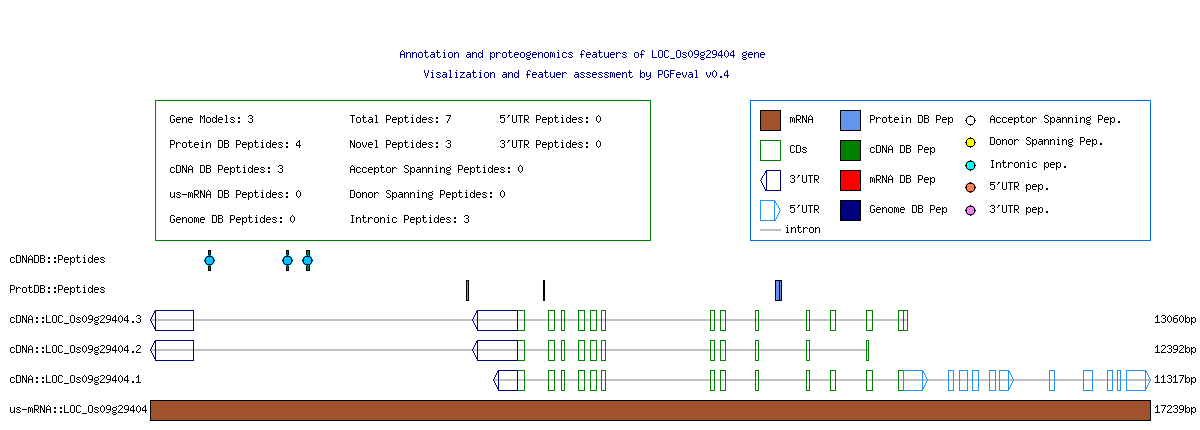 Annotation and proteogenomics featuers of LOC_Os09g29404 gene
Visalization and featuer assessment by PGFeval v0.4
Gene Models: 3 Total Peptides: 7 5'UTR Peptides: 0
Protein DB Peptides: 4 Novel Peptides: 3 3'UTR Peptides: 0
cDNA DB Peptides: 3 Acceptor Spanning Peptides: 0
us-mRNA DB Peptides: 0 Donor Spanning Peptides: 0
Genome DB Peptides: 0 Intronic Peptides: 3
mRNA Protein DB Pep Acceptor Spanning Pep.
CDs cDNA DB Pep Donor Spanning Pep.
3'UTR mRNA DB Pep Intronic pep.
5'UTR Genome DB Pep 5'UTR pep.
intron 3'UTR pep.
cDNADB::Peptides
ProtDB::Peptides
cDNA::LOC_Os09g29404.3 13060bp
cDNA::LOC_Os09g29404.2 12392bp
cDNA::LOC_Os09g29404.1 11317bp
us-mRNA::LOC_Os09g29404 17239bp